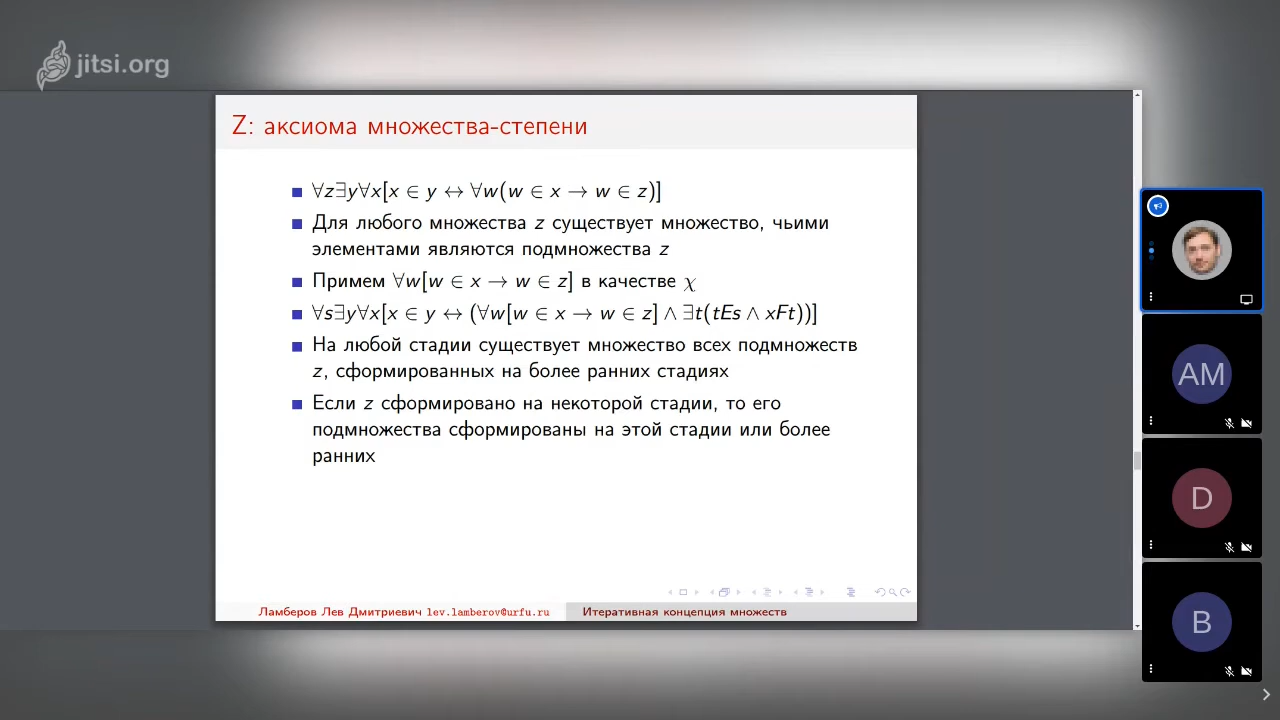 jitsi.org
Z: аксиома множества-степени
∀z∃y∀x[x ∈ y ↔ ∀w(w ∈ x → w ∈ z)]
Для любого множества z существует множество, чьими
элементами являются подмножества z
Примем ∀w[w ∈ x → w ∈ z] в качестве χ
∀s∃y∀x[x ∈ y ↔ (∀w[w ∈ x → w ∈ z] ∧ ∃t(tEs ∧ xFt))]
На любой стадии существует множество всех подмножеств
z, сформированных на более ранних стадиях
Если z сформировано на некоторой стадии, то его
подмножества сформированы на этой стадии или более
ранних
Ламберов Лев Дмитриевич lev.lamberov@urfu.ru
Итеративная концепция множеств
AM
D
B